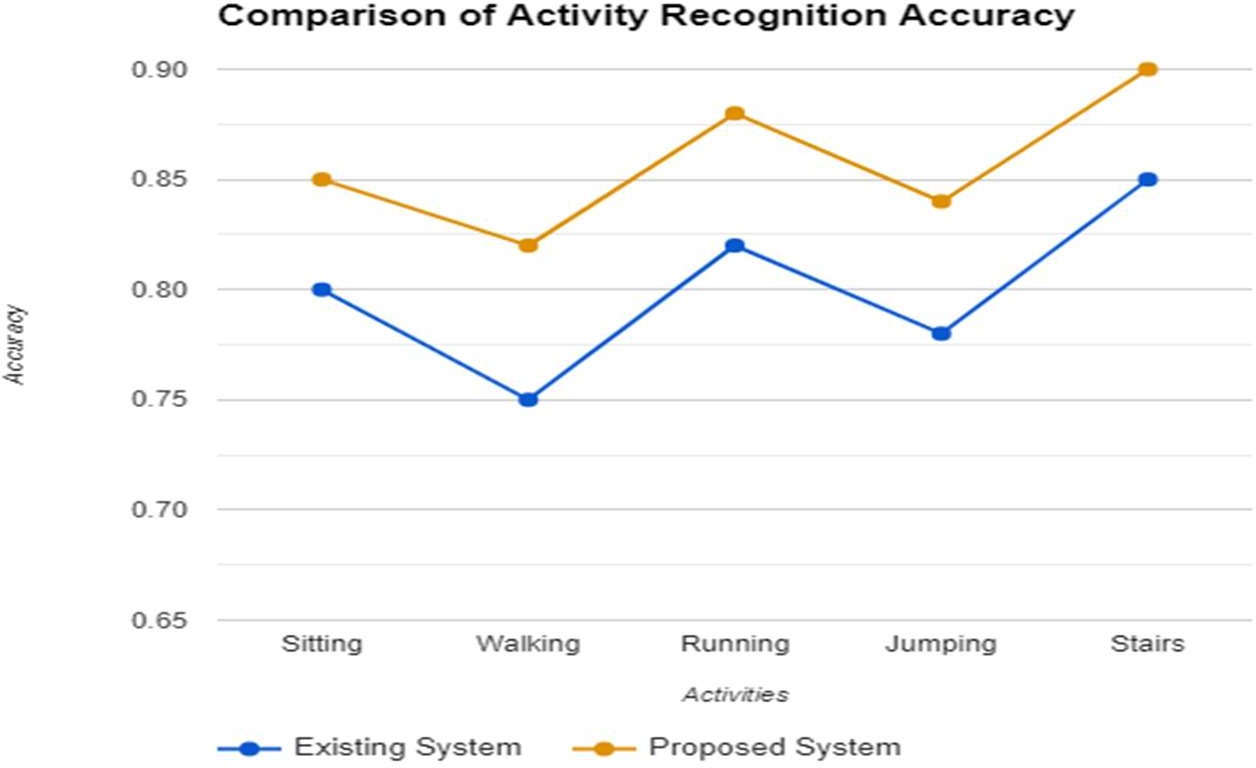 Comparison of Activity Recognition Accuracy
0.90
0.85
0.80
0.75
0.70
0.65
Accuracy
Sitting Walking Running Jumping Stairs
Activities
Existing System Proposed System